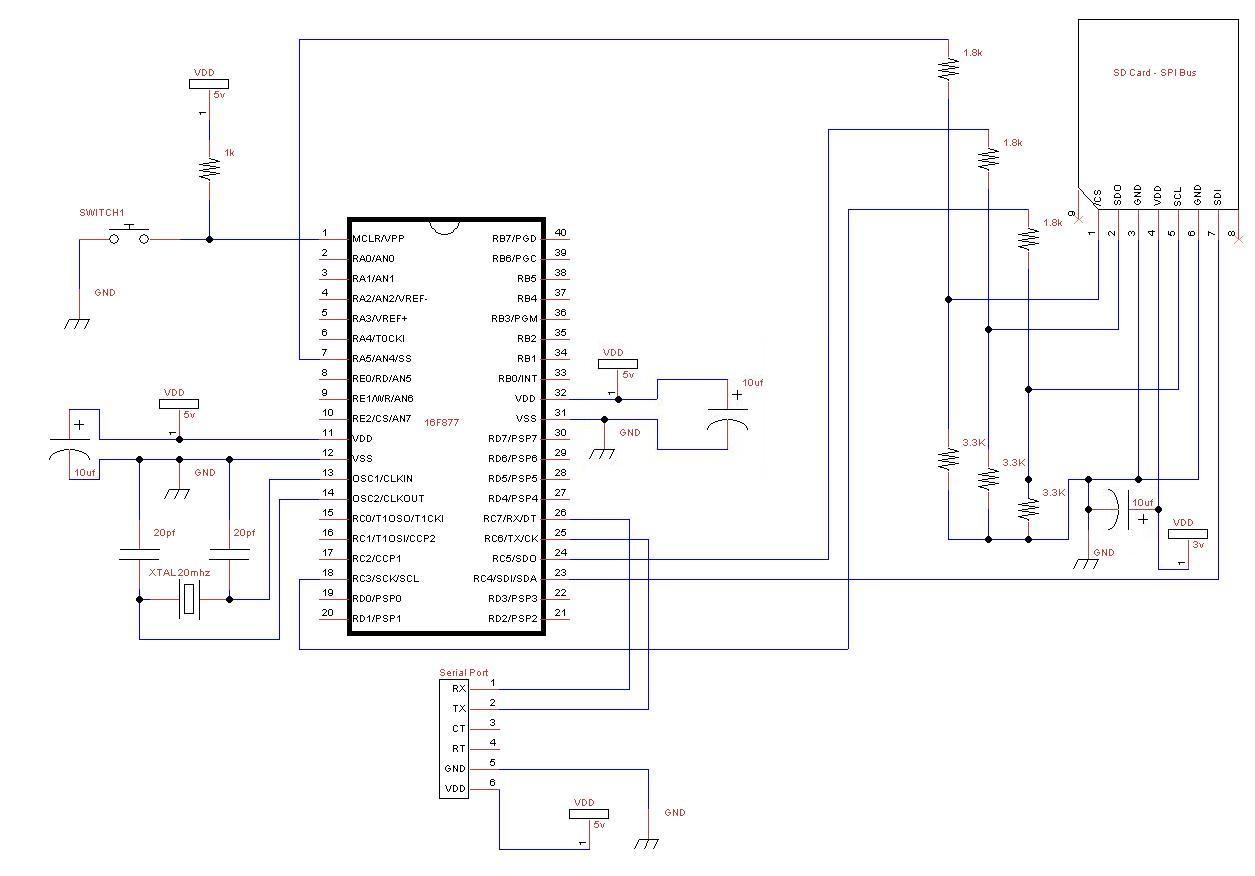 1.8k
SD Card - SPI Bus
VDD
5v
1
1k
1.8k
SWITCH1
GND
1.8k
/CS
SDO
GND
VDD
SCL
GND
SDI
9
1
2
3
4
5
6
7
8
1 MCLR/VPP RB7/PGD 40
2 RA0/AN0 RB6/PGC 39
3 RA1/AN1 RB5 38
4 RA2/AN2/VREF- RB4 37
5 RA3/VREF+ RB3/PGM 36
6 RA4/TOCKI RB2 35
7 RA5/AN4/SS RB1 34
8 RE0/RD/AN5 RB0/INT 33
9 RE1/WR/AN6 VDD 32
10 RE2/CS/AN7 VSS 31
11 VDD RD7/PSP7 30
12 VSS RD6/PSP6 29
13 OSC1/CLKIN RD5/PSP5 28
14 OSC2/CLKOUT RD4/PSP4 27
15 RC0/T1OSO/T1CKI RC7/RX/DT 26
16 RC1/T1OSI/CCP2 RC6/TX/CK 25
17 RC2/CCP1 RC5/SDO 24
18 RC3/SCK/SCL RC4/SDI/SDA 23
19 RD0/PSP0 RD3/PSP3 22
20 RD1/PSP1 RD2/PSP2 21
16F877
VDD
5v
1
+
10uf
GND
VDD
5v
1
+
10uf
GND
20pf
20pf
XTAL20mhz
3.3K
3.3K
3.3K
10uf
+
GND
VDD
3v
1
Serial Port
RX 1
TX 2
CT 3
RT 4
GND 5
VDD 6
VDD
5v
1
GND